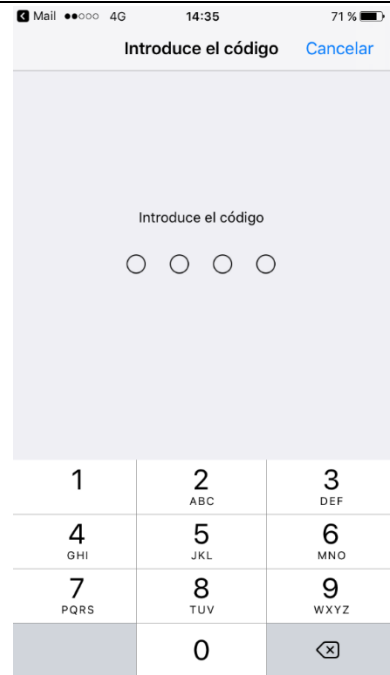 Mail 4G 14:35 71 %
Introduce el código Cancelar
Introduce el código
1 2 3
ABC DEF
4 5 6
GHI JKL MNO
7 8 9
PQRS TUV WXYZ
0